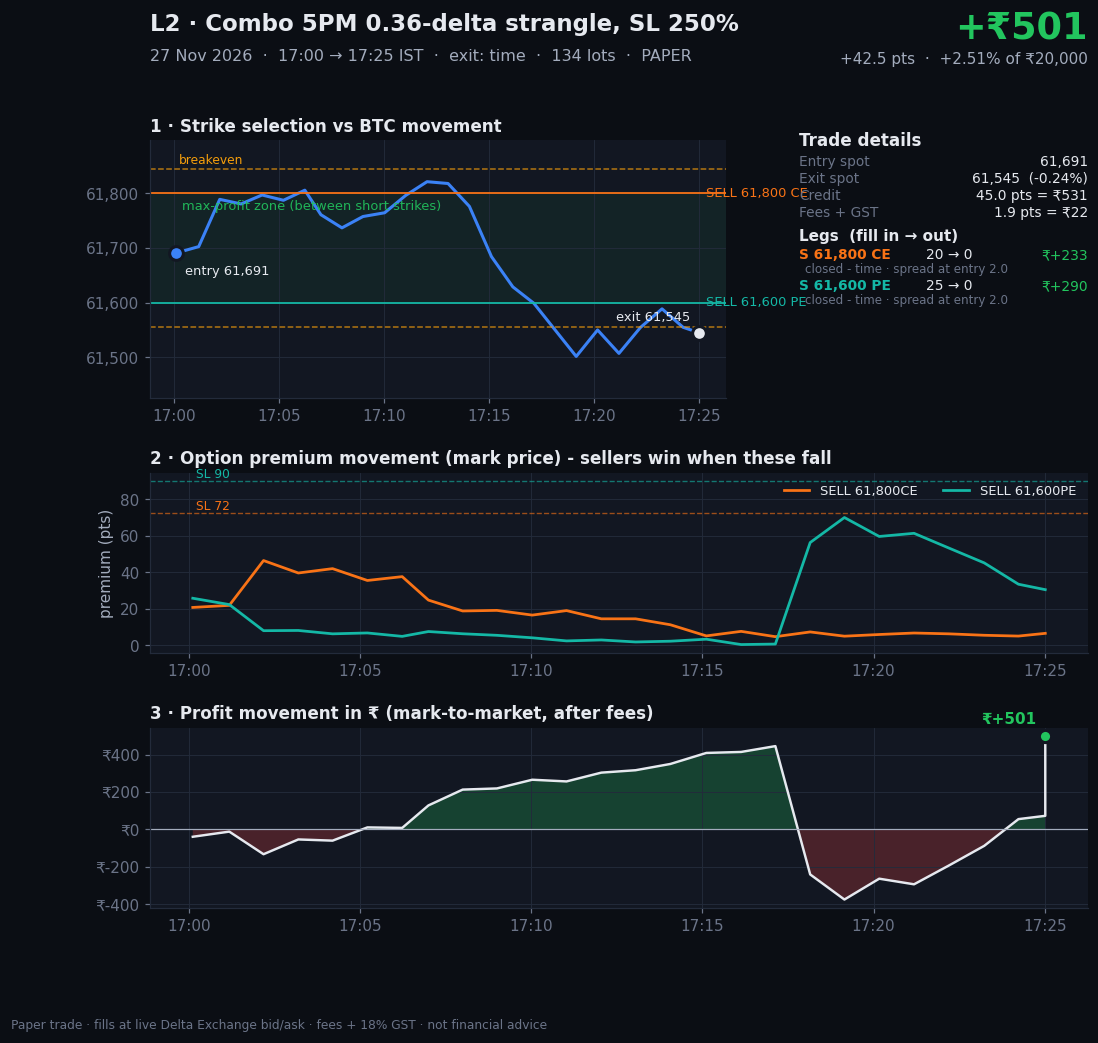 L2 · Combo 5PM 0.36-delta strangle, SL 250%
+₹501
27 Nov 2026 · 17:00 → 17:25 IST · exit: time · 134 lots · PAPER
+42.5 pts · +2.51% of ₹20,000
1 · Strike selection vs BTC movement
breakeven
61,800
61,700
61,600
61,500
max-profit zone (between short strikes)
entry 61,691
exit 61,545
SELL 61,800 CE
SELL 61,600 PE
17:00
17:05
17:10
17:15
17:20
17:25
Trade details
Entry spot 61,691
Exit spot 61,545 (-0.24%)
Credit 45.0 pts = ₹531
Fees + GST 1.9 pts = ₹22
Legs (fill in → out)
S 61,800 CE 20 → 0 ₹+233
closed - time · spread at entry 2.0
S 61,600 PE 25 → 0 ₹+290
closed - time · spread at entry 2.0
2 · Option premium movement (mark price) - sellers win when these fall
SL 90
SL 72
SELL 61,800CE
SELL 61,600PE
premium (pts)
80
60
40
20
0
17:00
17:05
17:10
17:15
17:20
17:25
3 · Profit movement in ₹ (mark-to-market, after fees)
₹+501
₹400
₹200
₹0
₹-200
₹-400
17:00
17:05
17:10
17:15
17:20
17:25
Paper trade · fills at live Delta Exchange bid/ask · fees + 18% GST · not financial advice